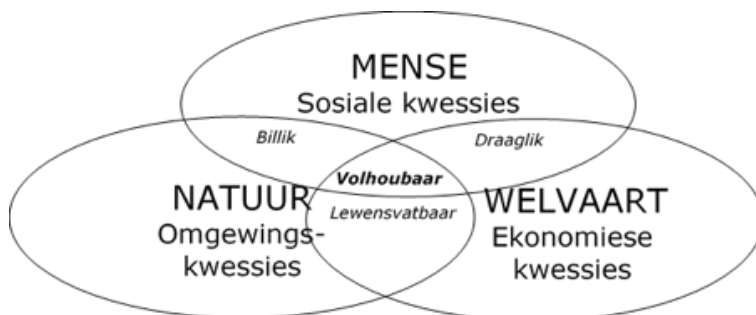 MENSE
Sosiale kwessies
Billik
Draaglik
Volhoubaar
NATUUR
Omgewings-
kwessies
Lewensvatbaar
WELVAART
Ekonomiese
kwessies